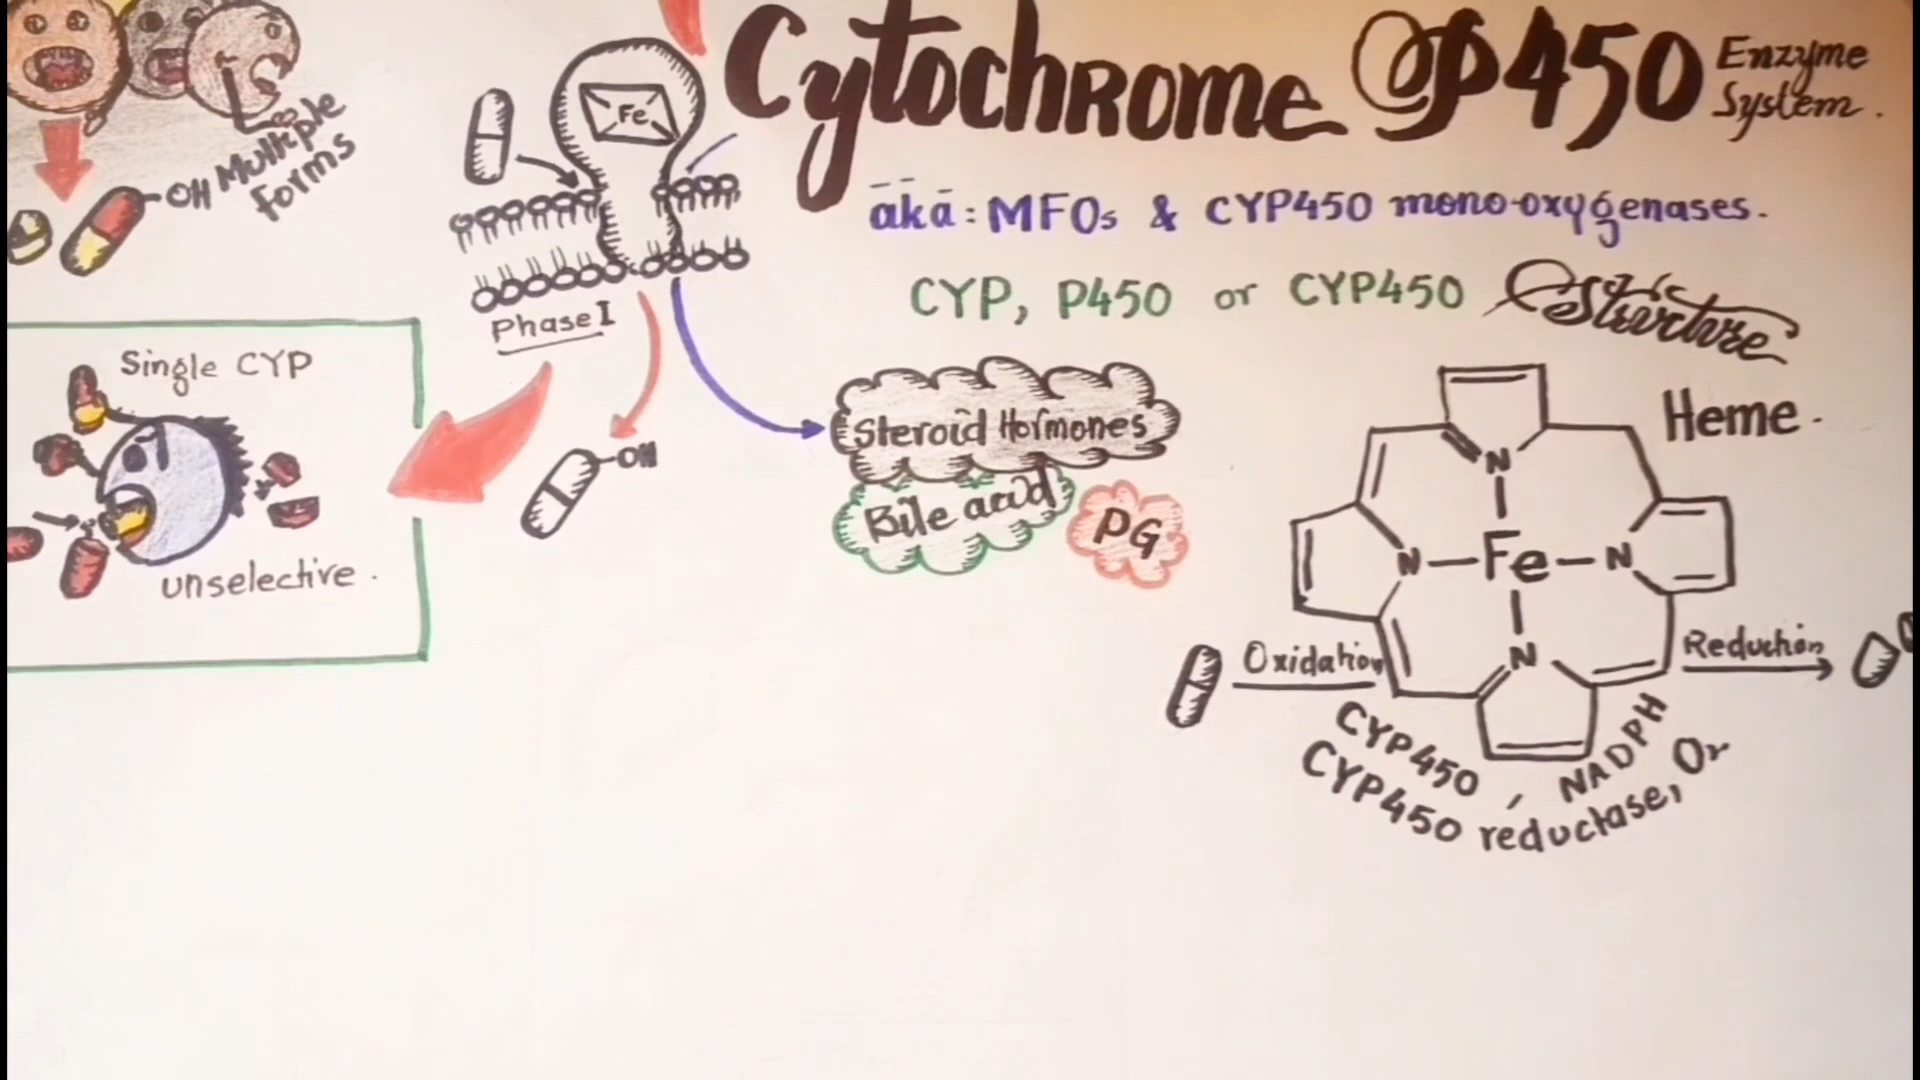 Cytochrome P450 Enzyme System.
aka: MFOs & CYP450 mono-oxygenases.
CYP, P450 or CYP450
Structure
OH Multiple
Forms
Fe
Phase I
OH
Single CYP
unselective.
Steroid Hormones
Bile acid
PG
Heme.
N
N Fe N
N
Oxidation
Reduction
CYP450, NADPH
CYP450 reductase, Or